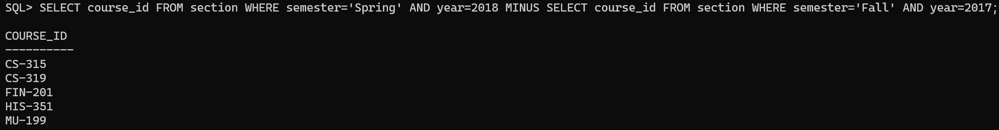 SQL> SELECT course_id FROM section WHERE semester='Spring' AND year=2018 MINUS SELECT course_id FROM section WHERE semester='Fall' AND year=2017;
COURSE_ID
----------
CS-315
CS-319
FIN-201
HIS-351
MU-199